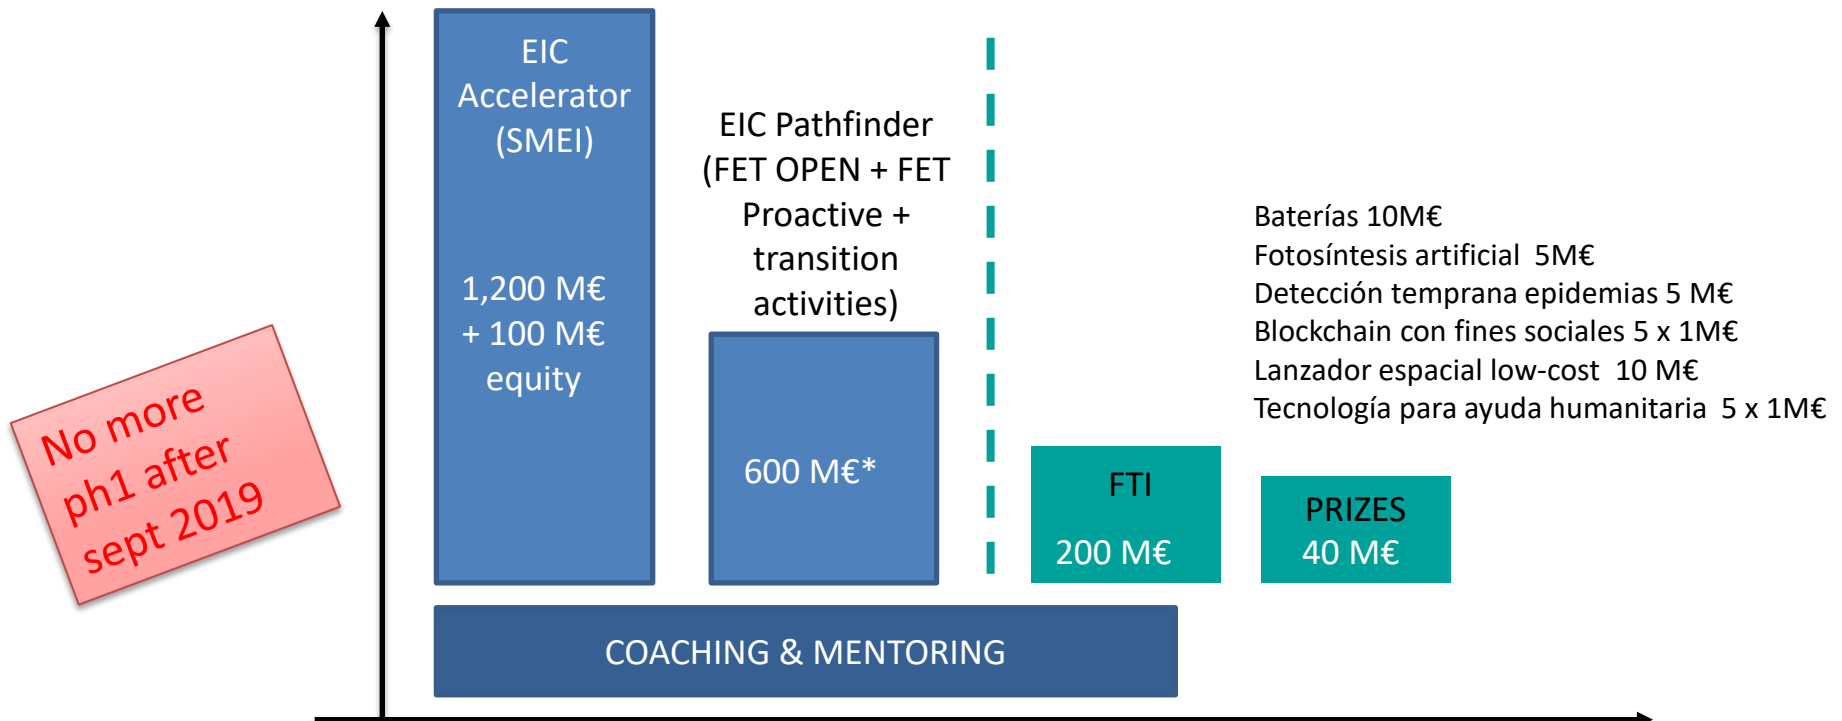 EIC
Accelerator
(SMEI)
1,200 M€
+ 100 M€
equity
EIC Pathfinder
(FET OPEN + FET
Proactive +
transition
activities)
600 M€*
Baterías 10M€
Fotosíntesis artificial 5M€
Detección temprana epidemias 5 M€
Blockchain con fines sociales 5 x 1M€
Lanzador espacial low-cost 10 M€
Tecnología para ayuda humanitaria 5 x 1M€
No more
ph1 after
sept 2019
FTI
200 M€
PRIZES
40 M€
COACHING & MENTORING